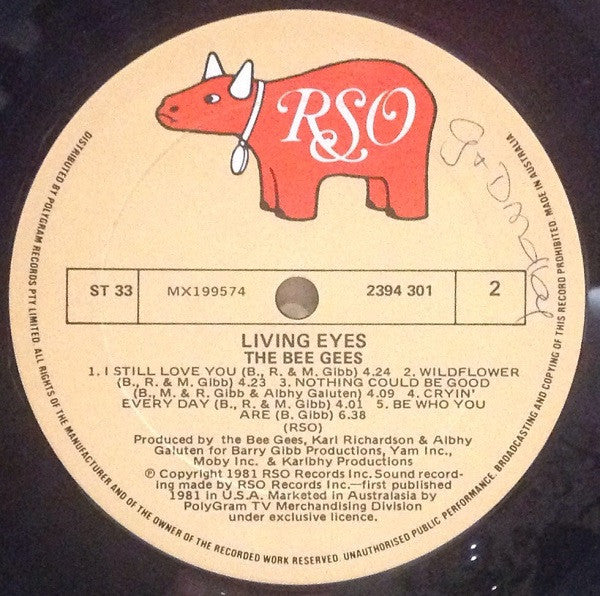 RSO
ST 33
MX199574
2394 301
2
LIVING EYES
THE BEE GEES
1. I STILL LOVE YOU (B., R. & M. Gibb) 4.24 2. WILDFLOWER
(B., R. & M. Gibb) 4.23 3. NOTHING COULD BE GOOD
(B., M. & R. Gibb & Albhy Galuten) 4.09 4. CRYIN'
EVERY DAY (B., R. & M. Gibb) 4.01 5. BE WHO YOU
ARE (B. Gibb) 6.38
(RSO)
Produced by the Bee Gees, Karl Richardson & Albhy
Galuten for Barry Gibb Productions, Yam Inc.,
Moby Inc. & Karlbhy Productions
℗ Copyright 1981 RSO Records Inc. Sound record-
ing made by RSO Records Inc.—first published
1981 in U.S.A. Marketed in Australasia by
PolyGram TV Merchandising Division
under exclusive licence.
DISTRIBUTED BY POLYGRAM RECORDS PTY LIMITED. ALL RIGHTS OF THE MANUFACTURER AND OF THE OWNER OF THE RECORDED WORK RESERVED. UNAUTHORISED PUBLIC PERFORMANCE, BROADCASTING AND COPYING OF THIS RECORD PROHIBITED. MADE IN AUSTRALIA